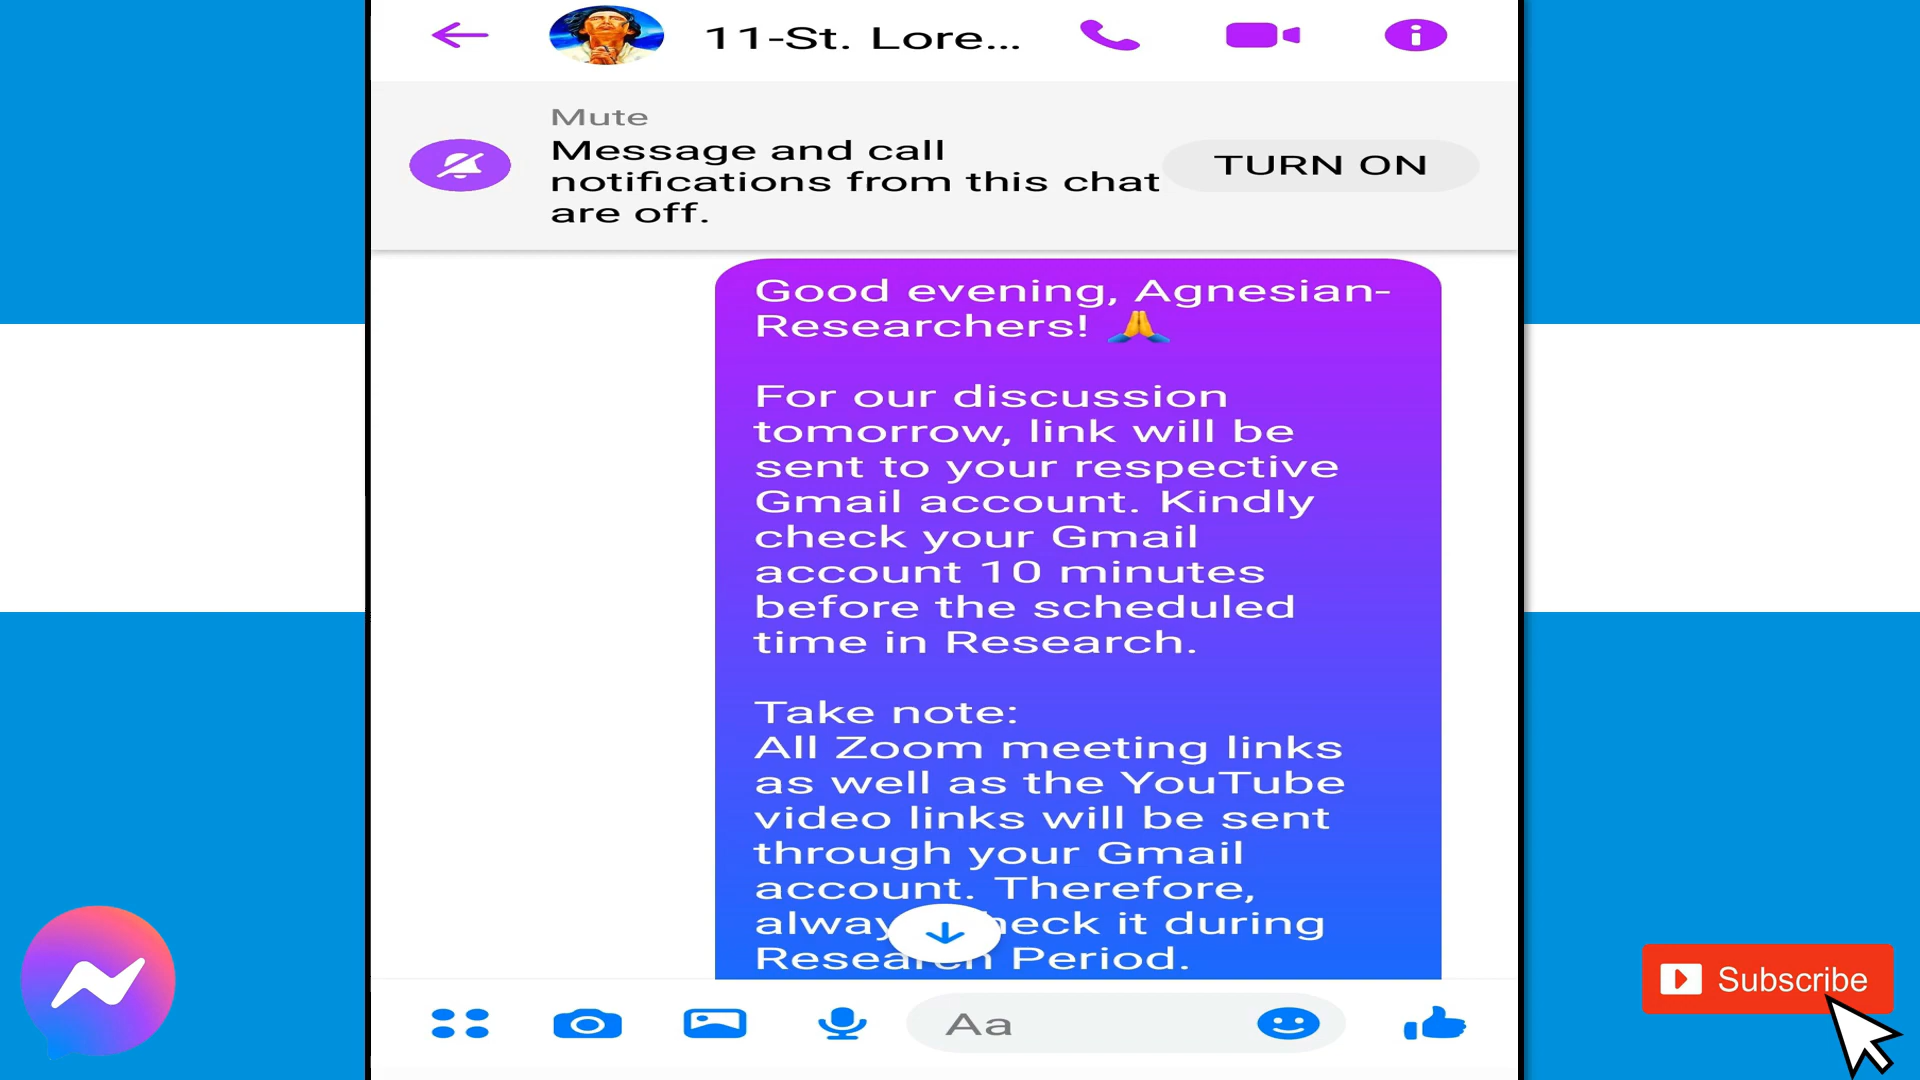 11-St. Lore...
Mute
Message and call
notifications from this chat
are off.
TURN ON
Good evening, Agnesian-
Researchers! 🙏
For our discussion
tomorrow, link will be
sent to your respective
Gmail account. Kindly
check your Gmail
account 10 minutes
before the scheduled
time in Research.
Take note:
All Zoom meeting links
as well as the YouTube
video links will be sent
through your Gmail
account. Therefore,
always check it during
Research Period.
Aa
Subscribe